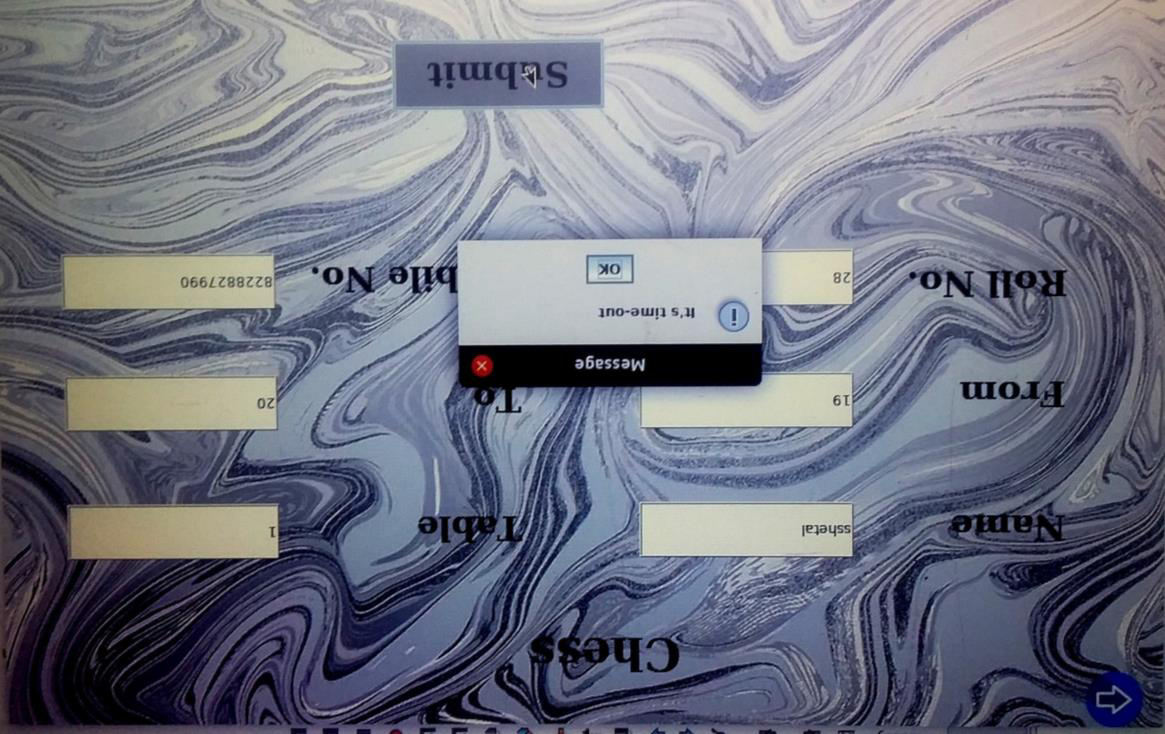 Chess
Name sshetal Table 1
From 19 To 20
Message
It's time-out
Roll No. 28 bile No. 8228827990
OK
Submit